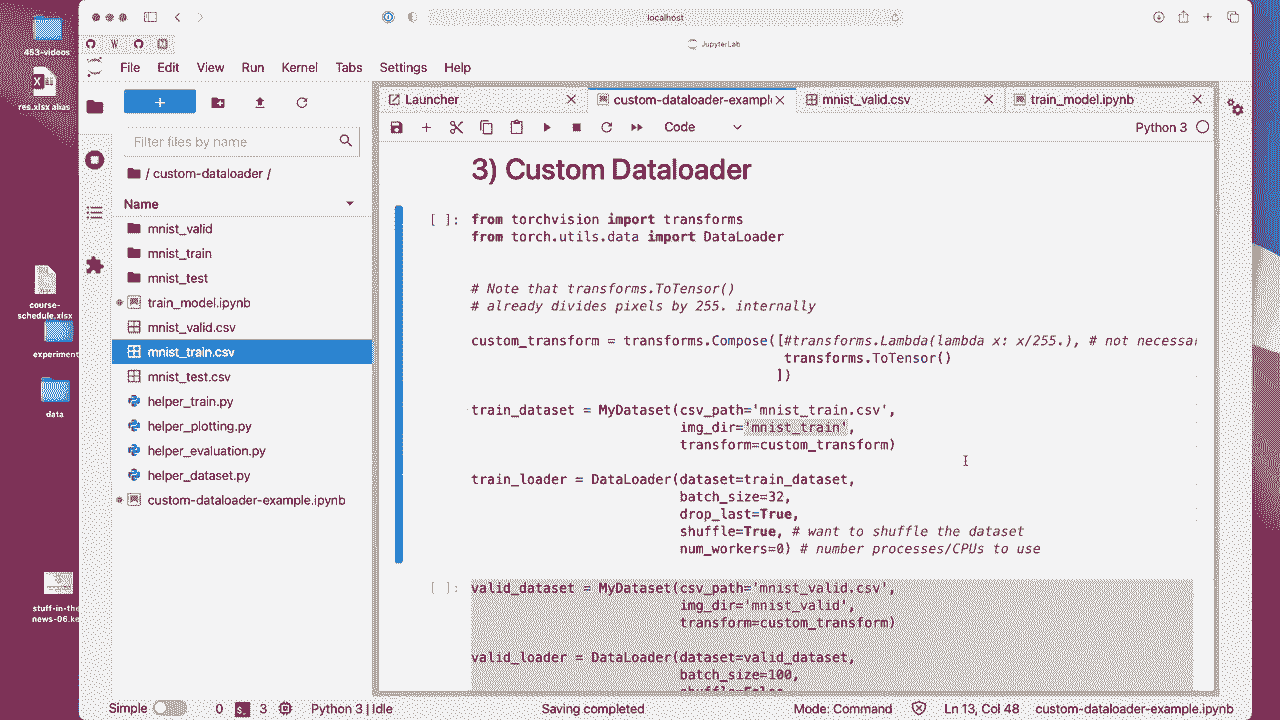 localhost
JupyterLab
453-videos
res.xlsx alias
course-
schedule.xlsx
experiment
data
stuff-in-the
news-06.ke
File Edit View Run Kernel Tabs Settings Help
+
Filter files by name
/ custom-dataloader /
Name
mnist_valid
mnist_train
mnist_test
train_model.ipynb
mnist_valid.csv
mnist_train.csv
mnist_test.csv
helper_train.py
helper_plotting.py
helper_evaluation.py
helper_dataset.py
custom-dataloader-example.ipynb
Launcher
custom-dataloader-example
mnist_valid.csv
train_model.ipynb
Code
Python 3
3) Custom Dataloader
[ ]: from torchvision import transforms
from torch.utils.data import DataLoader
# Note that transforms.ToTensor()
# already divides pixels by 255. internally
custom_transform = transforms.Compose([#transforms.Lambda(lambda x: x/255.), # not necessar
transforms.ToTensor()
])
train_dataset = MyDataset(csv_path='mnist_train.csv',
img_dir='mnist_train',
transform=custom_transform)
train_loader = DataLoader(dataset=train_dataset,
batch_size=32,
drop_last=True,
shuffle=True, # want to shuffle the dataset
num_workers=0) # number processes/CPUs to use
[ ]: valid_dataset = MyDataset(csv_path='mnist_valid.csv',
img_dir='mnist_valid',
transform=custom_transform)
valid_loader = DataLoader(dataset=valid_dataset,
batch_size=100,
shuffle=False
Simple 0 3 Python 3 | Idle Saving completed Mode: Command Ln 13, Col 48 custom-dataloader-example.ipynb